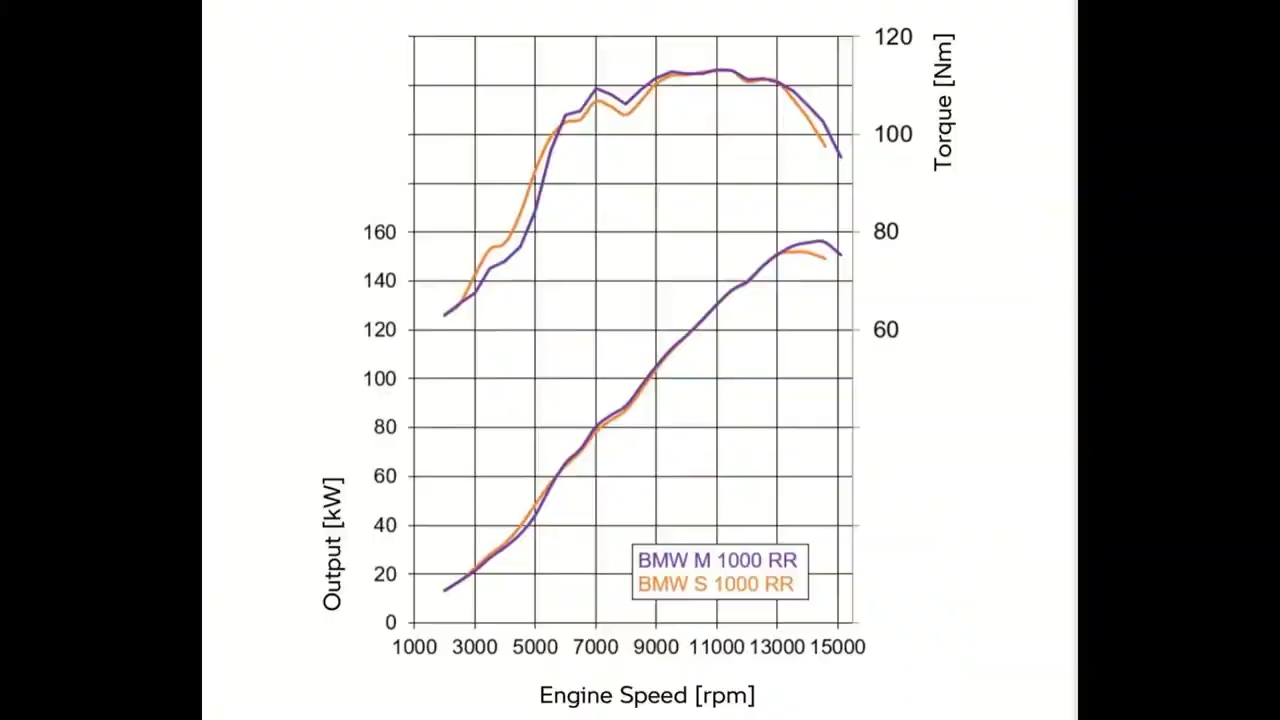 120
100
80
60
Torque [Nm]
160
140
120
100
80
60
40
20
0
Output [kW]
BMW M 1000 RR
BMW S 1000 RR
1000 3000 5000 7000 9000 11000 13000 15000
Engine Speed [rpm]